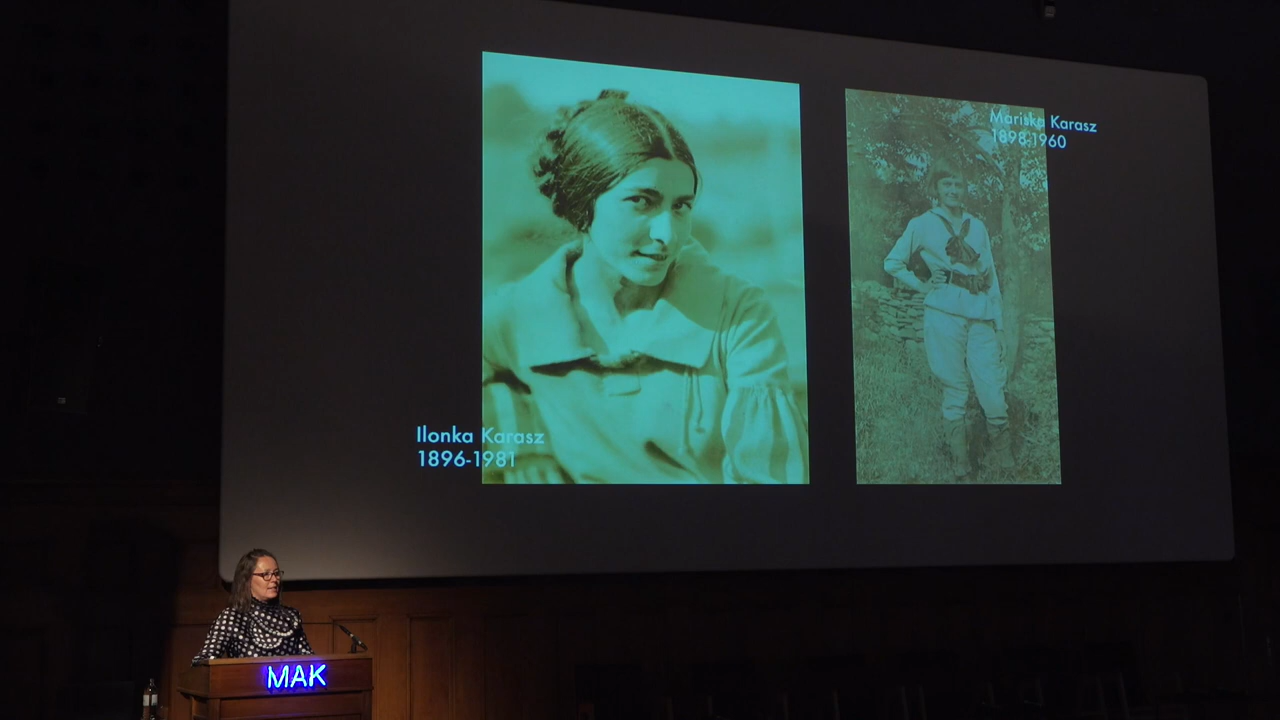 Mariska Karasz
1898-1960
Ilonka Karasz
1896-1981
MAK